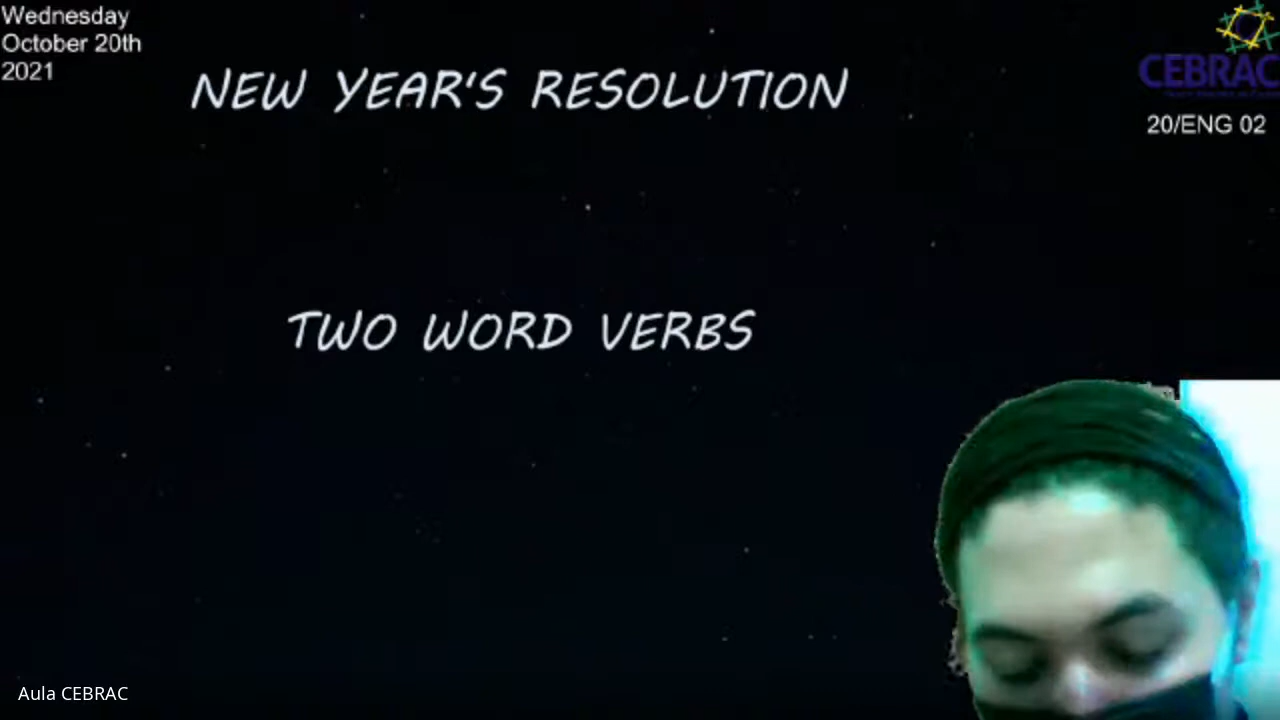 Wednesday
October 20th
2021
NEW YEAR'S RESOLUTION
CEBRAC
20/ENG 02
TWO WORD VERBS
Aula CEBRAC